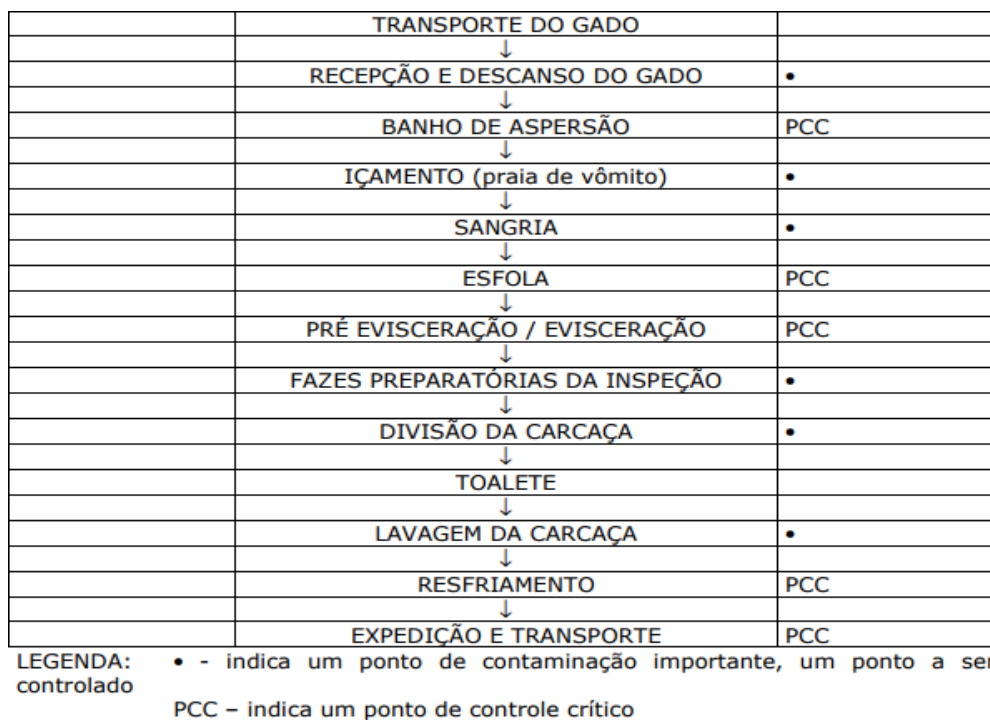 TRANSPORTE DO GADO
↓
RECEPÇÃO E DESCANSO DO GADO •
↓
BANHO DE ASPERSÃO PCC
↓
IÇAMENTO (praia de vômito) •
↓
SANGRIA •
↓
ESFOLA PCC
↓
PRÉ EVISCERAÇÃO / EVISCERAÇÃO PCC
↓
FAZES PREPARATÓRIAS DA INSPEÇÃO •
↓
DIVISÃO DA CARCAÇA •
↓
TOALETE
↓
LAVAGEM DA CARCAÇA •
↓
RESFRIAMENTO PCC
↓
EXPEDIÇÃO E TRANSPORTE PCC
LEGENDA: • - indica um ponto de contaminação importante, um ponto a ser
controlado
PCC – indica um ponto de controle crítico